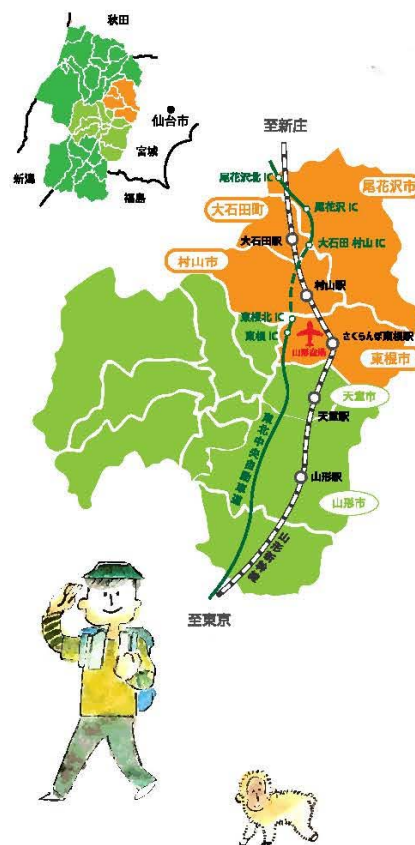 秋田
仙台市
宮城
新潟
福島
至新庄
尾花沢北 IC
尾花沢市
尾花沢 IC
大石田町
大石田駅
大石田 村山 IC
村山市
村山駅
東根北 IC
さくらんぼ東根駅
東根 IC
山形空港
東根市
天童市
天童駅
東北中央自動車道
山形駅
山形市
山形新幹線
至東京